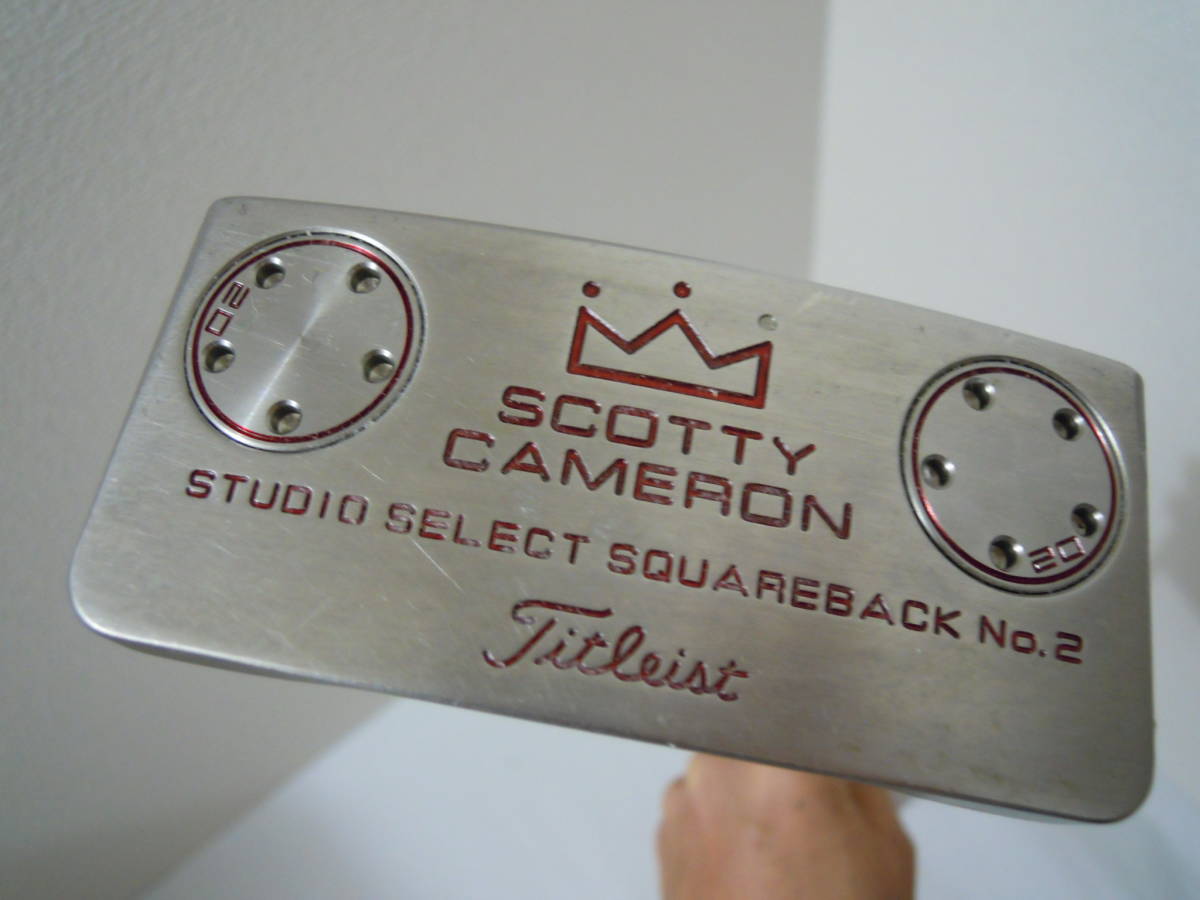 20
SCOTTY
CAMERON
STUDIO SELECT SQUAREBACK No.2
20
Titleist